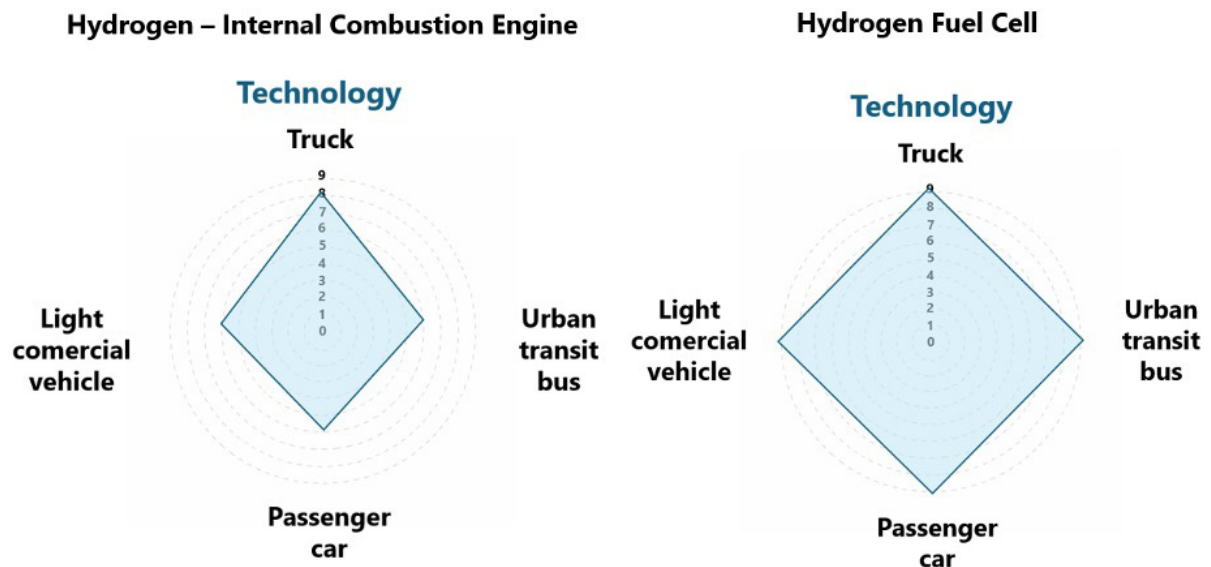 Hydrogen – Internal Combustion Engine
Technology
Truck
9
8
7
6
5
4
3
2
1
0
Light
comercial
vehicle
Urban
transit
bus
Passenger
car
Hydrogen Fuel Cell
Technology
Truck
9
8
7
6
5
4
3
2
1
0
Light
comercial
vehicle
Urban
transit
bus
Passenger
car